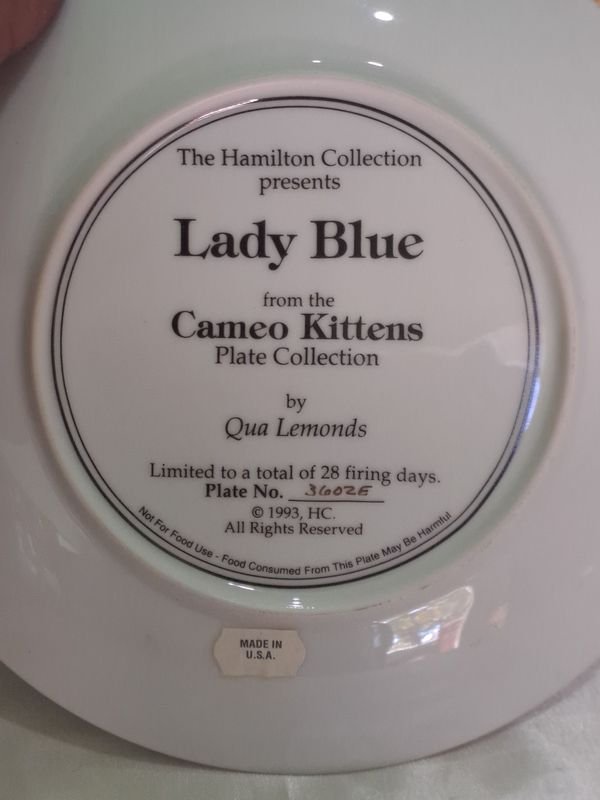 The Hamilton Collection
presents
Lady Blue
from the
Cameo Kittens
Plate Collection
by
Qua Lemonds
Limited to a total of 28 firing days.
Plate No. 3602E
© 1993, HC.
All Rights Reserved
Not For Food Use - Food Consumed From This Plate May Be Harmful
MADE IN
U.S.A.